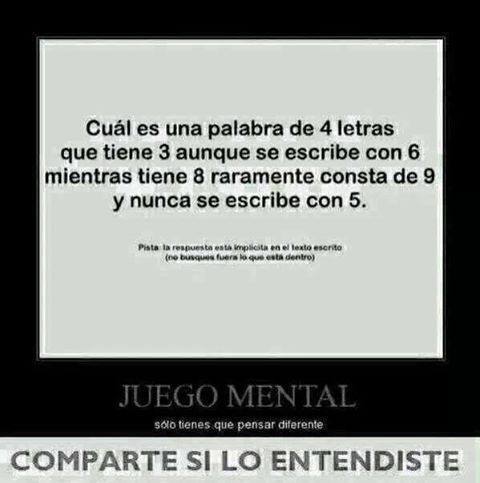 Cuál es una palabra de 4 letras
que tiene 3 aunque se escribe con 6
mientras tiene 8 raramente consta de 9
y nunca se escribe con 5.
Pista: la respuesta esta implicita en el texto escrito
(no busques fuera lo que está dentro)
JUEGO MENTAL
sólo tienes que pensar diferente
COMPARTE SI LO ENTENDISTE